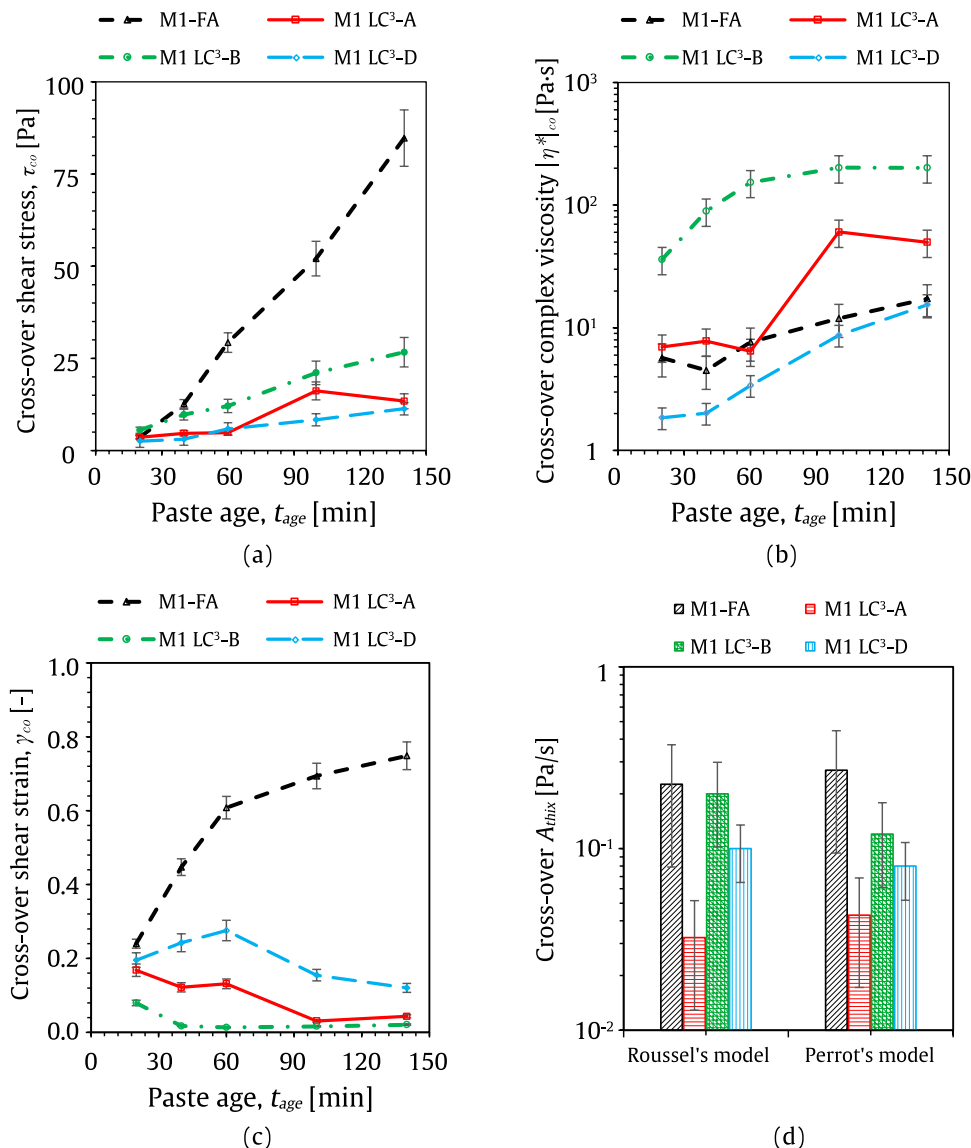 M1-FA M1 LC³-A M1-FA M1 LC³-A
M1 LC³-B M1 LC³-D M1 LC³-B M1 LC³-D
Cross-over shear stress, τco [Pa]
100
75
50
25
0
0 30 60 90 120 150
Paste age, tage [min]
(a)
Cross-over complex viscosity |η*|co [Pa·s]
10³
10²
10¹
1
0 30 60 90 120 150
Paste age, tage [min]
(b)
M1-FA M1 LC³-A
M1 LC³-B M1 LC³-D
Cross-over shear strain, γco [-]
1.0
0.8
0.6
0.4
0.2
0.0
0 30 60 90 120 150
Paste age, tage [min]
(c)
M1-FA M1 LC³-A
M1 LC³-B M1 LC³-D
Cross-over Athix [Pa/s]
1
10⁻¹
10⁻²
Roussel's model Perrot's model
(d)